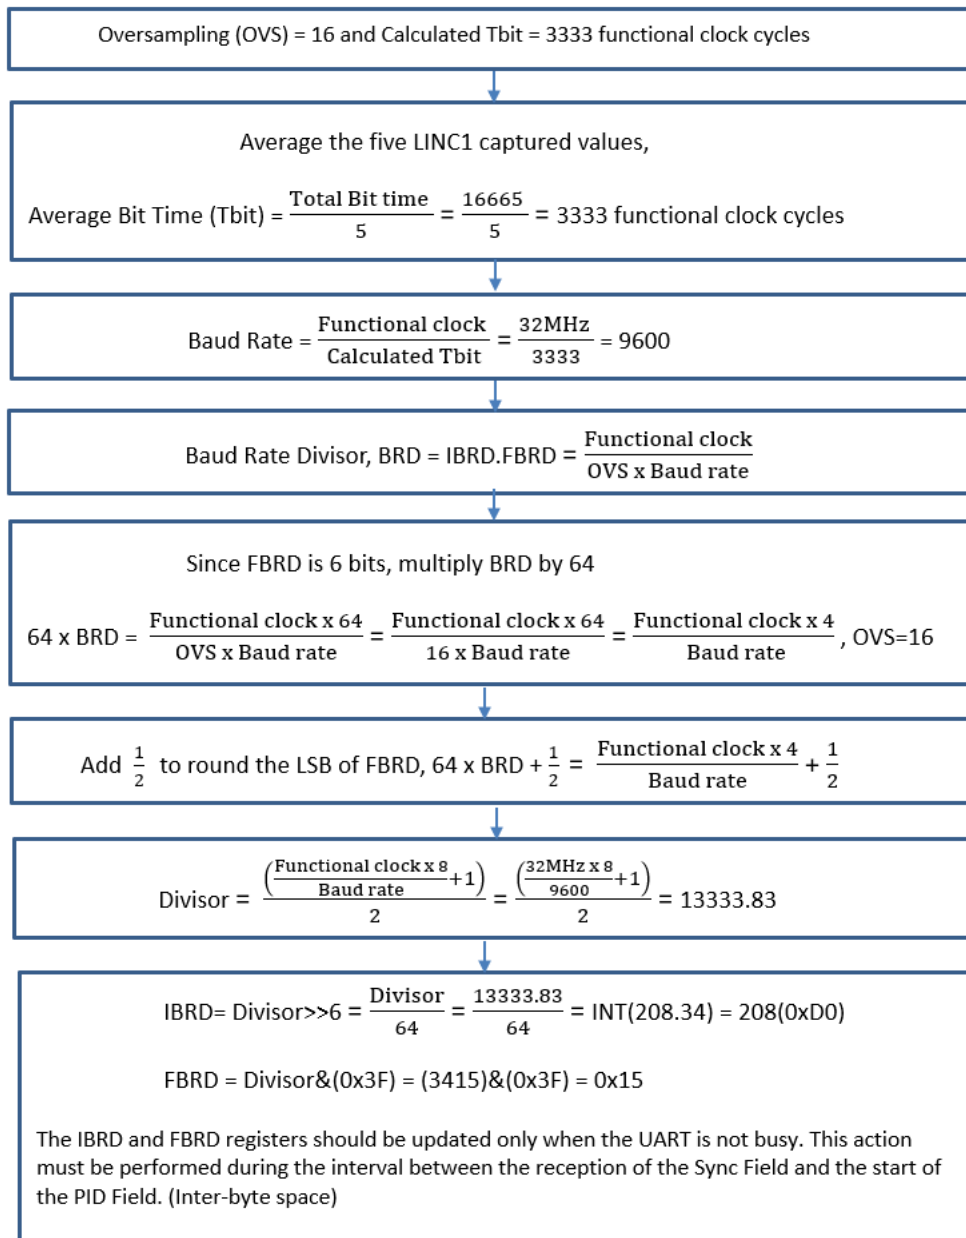 Oversampling (OVS) = 16 and Calculated Tbit = 3333 functional clock cycles
Average the five LINC1 captured values,
Average Bit Time (Tbit) = Total Bit time / 5 = 16665 / 5 = 3333 functional clock cycles
Baud Rate = Functional clock / Calculated Tbit = 32MHz / 3333 = 9600
Baud Rate Divisor, BRD = IBRD.FBRD = Functional clock / OVS x Baud rate
Since FBRD is 6 bits, multiply BRD by 64
64 x BRD = Functional clock x 64 / OVS x Baud rate = Functional clock x 64 / 16 x Baud rate = Functional clock x 4 / Baud rate , OVS=16
Add 1/2 to round the LSB of FBRD, 64 x BRD + 1/2 = Functional clock x 4 / Baud rate + 1/2
Divisor = (Functional clock x 8 / Baud rate +1) / 2 = (32MHz x 8 / 9600 +1) / 2 = 13333.83
IBRD= Divisor>>6 = Divisor / 64 = 13333.83 / 64 = INT(208.34) = 208(0xD0)
FBRD = Divisor&(0x3F) = (3415)&(0x3F) = 0x15
The IBRD and FBRD registers should be updated only when the UART is not busy. This action
must be performed during the interval between the reception of the Sync Field and the start of
the PID Field. (Inter-byte space)